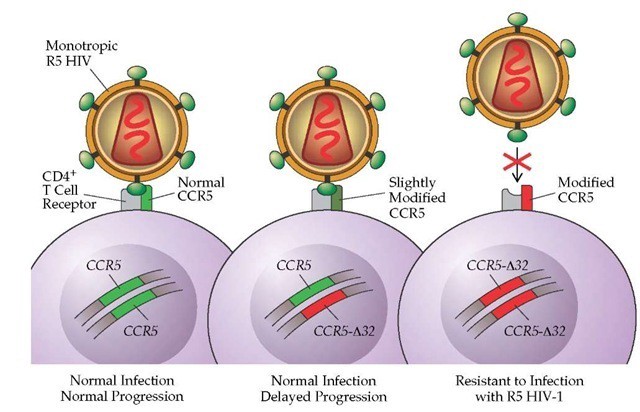 Monotropic
R5 HIV
CD4+
T Cell
Receptor
Normal
CCR5
Slightly
Modified
CCR5
Modified
CCR5
CCR5
CCR5
CCR5
CCR5-Δ32
CCR5-Δ32
CCR5-Δ32
Normal Infection
Normal Progression
Normal Infection
Delayed Progression
Resistant to Infection
with R5 HIV-1